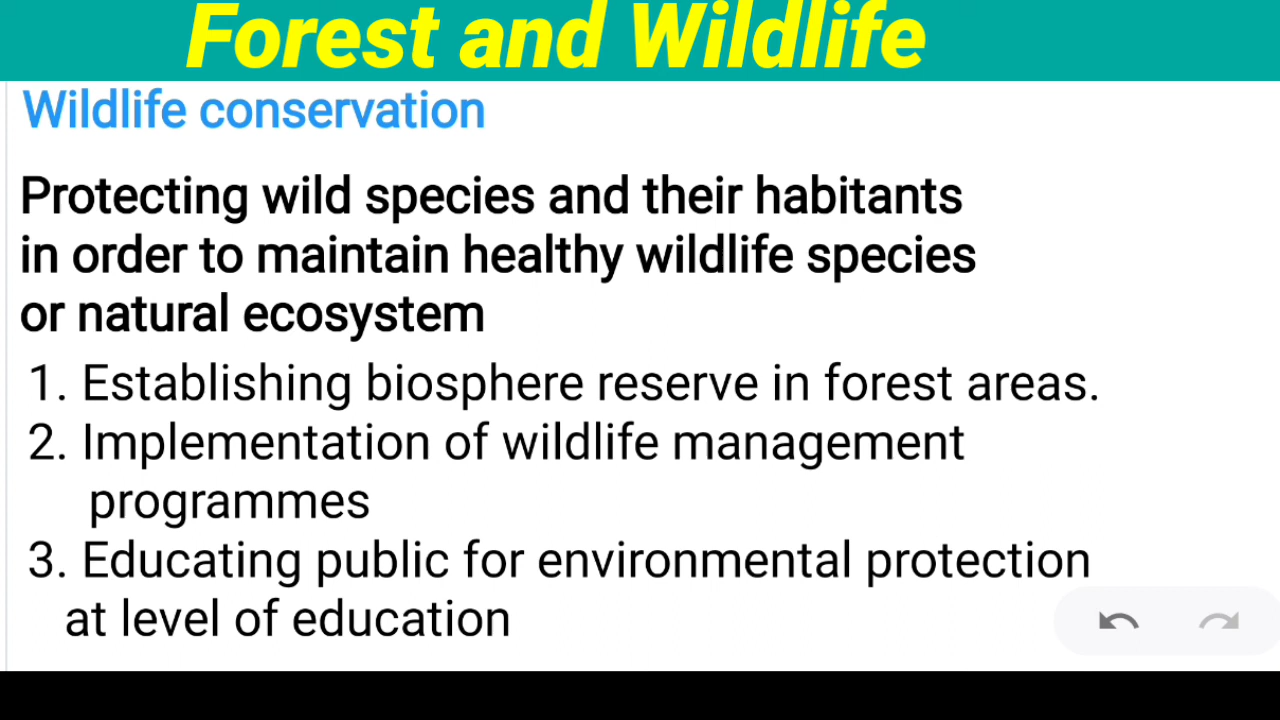 Forest and Wildlife
Wildlife conservation
Protecting wild species and their habitants
in order to maintain healthy wildlife species
or natural ecosystem
1. Establishing biosphere reserve in forest areas.
2. Implementation of wildlife management
programmes
3. Educating public for environmental protection
at level of education